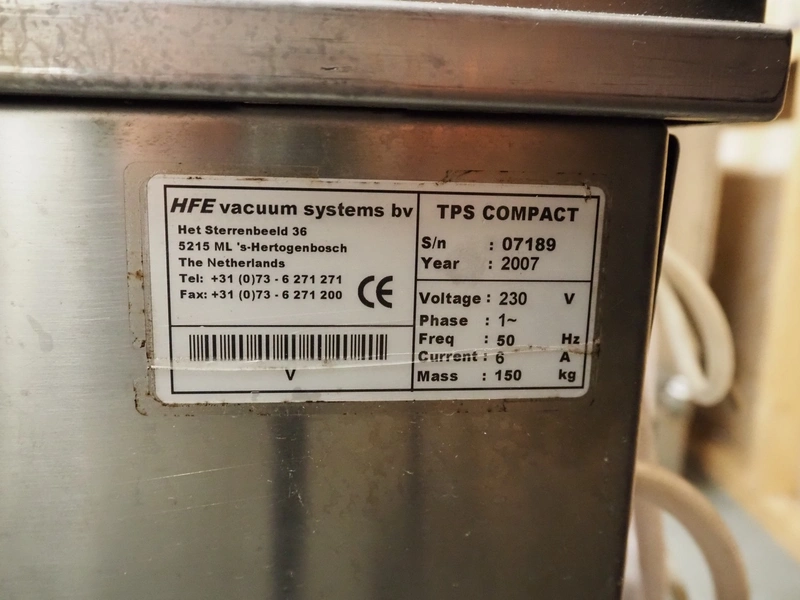 HFE vacuum systems bv
Het Sterrenbeeld 36
5215 ML 's-Hertogenbosch
The Netherlands
Tel: +31 (0)73 - 6 271 271
Fax: +31 (0)73 - 6 271 200
CE
V
TPS COMPACT
S/n : 07189
Year : 2007
Voltage : 230 V
Phase : 1~
Freq : 50 Hz
Current : 6 A
Mass : 150 kg